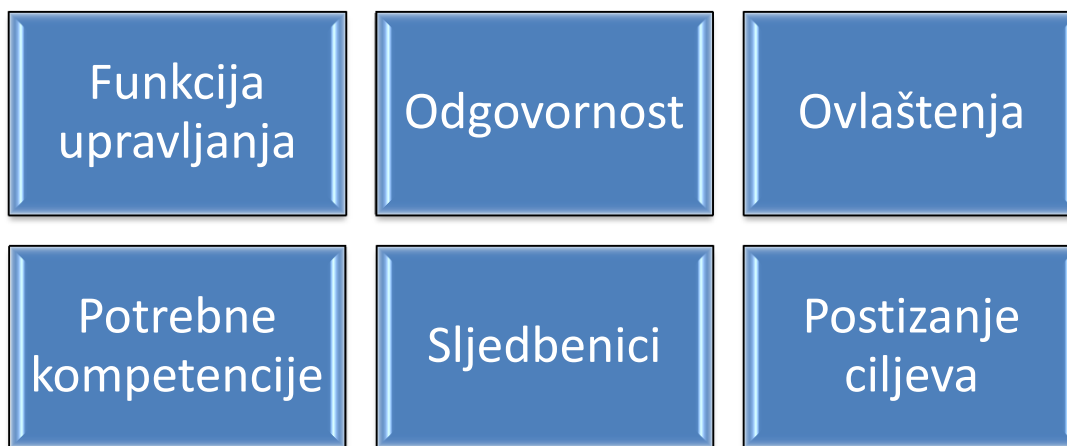 Funkcija
upravljanja
Odgovornost
Ovlaštenja
Potrebne
kompetencije
Sljedbenici
Postizanje
ciljeva